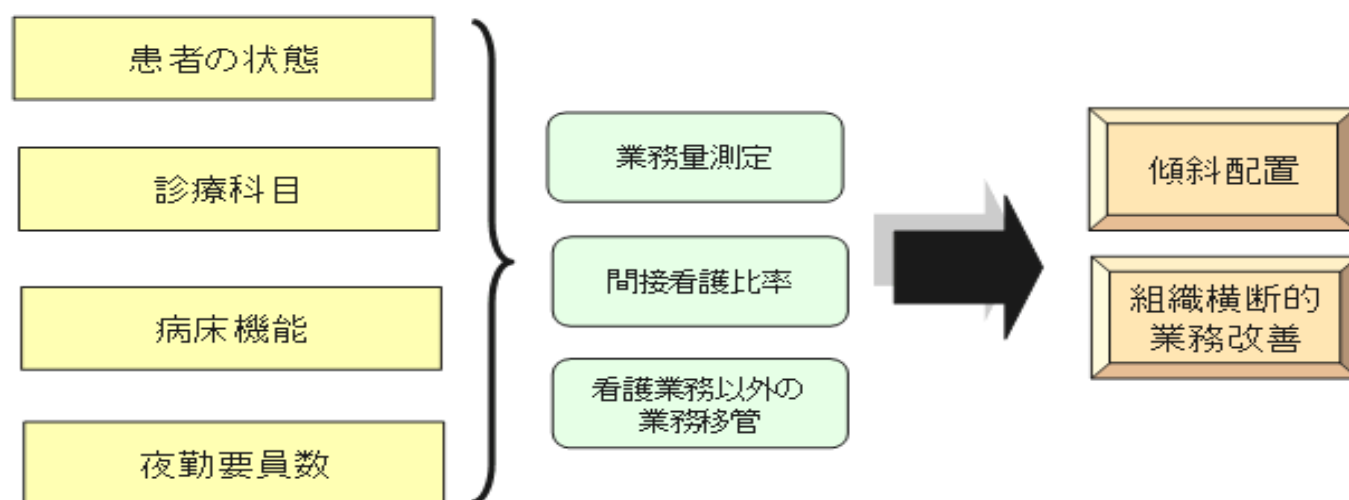 患者の状態
診療科目
病床機能
夜勤要員数
業務量測定
間接看護比率
看護業務以外の
業務移管
傾斜配置
組織横断的
業務改善